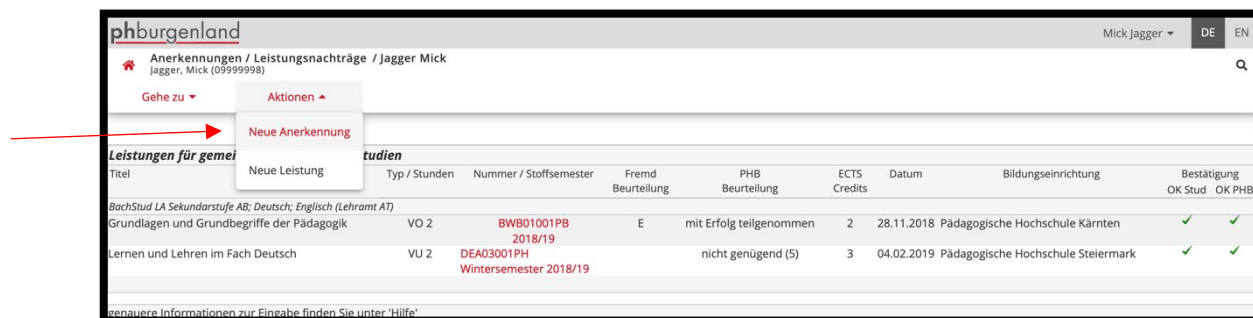 phburgenland
Mick Jagger DE EN
Anerkennungen / Leistungsnachträge / Jagger Mick
Jagger, Mick (09999998)
Gehe zu Aktionen
Neue Anerkennung
Neue Leistung
Leistungen für gemei tudien
Titel Typ / Stunden Nummer / Stoffsemester Fremd Beurteilung PHB Beurteilung ECTS Credits Datum Bildungseinrichtung Bestätigung
OK Stud OK PHB
BachStud LA Sekundarstufe AB; Deutsch; Englisch (Lehramt AT)
Grundlagen und Grundbegriffe der Pädagogik VO 2 BWB01001PB E mit Erfolg teilgenommen 2 28.11.2018 Pädagogische Hochschule Kärnten
2018/19
Lernen und Lehren im Fach Deutsch VU 2 DEA03001PH nicht genügend (5) 3 04.02.2019 Pädagogische Hochschule Steiermark
Wintersemester 2018/19
genauere Informationen zur Eingabe finden Sie unter 'Hilfe'